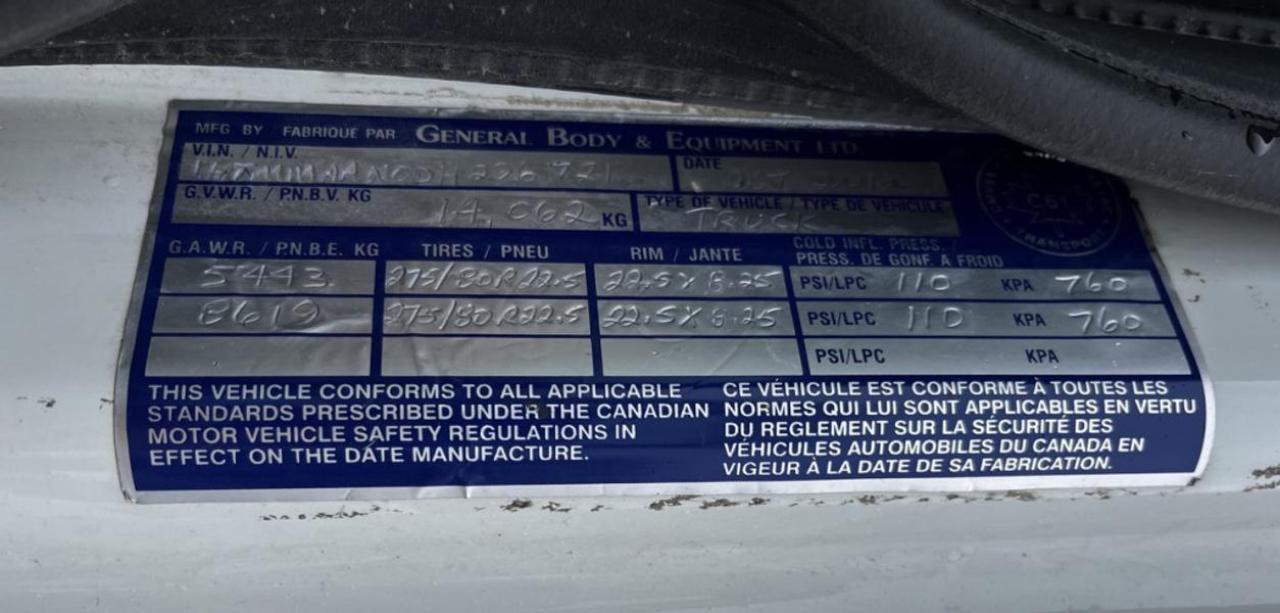 MFG BY / FABRIQUÉ PAR GENERAL BODY & EQUIPMENT LTD.
V.I.N. / N.I.V. DATE
G.V.W.R. / P.N.B.V. KG 14,062 KG TYPE OF VEHICLE / TYPE DE VEHICULE TRUCK
G.A.W.R. / P.N.B.E. KG TIRES / PNEU RIM / JANTE COLD INFL. PRESS. /
PRESS. DE GONF. A FROID
5443 275/80R22.5 22.5X8.25 PSI/LPC 110 KPA 760
8619 275/80R22.5 22.5X8.25 PSI/LPC 110 KPA 760
PSI/LPC KPA
THIS VEHICLE CONFORMS TO ALL APPLICABLE
STANDARDS PRESCRIBED UNDER THE CANADIAN
MOTOR VEHICLE SAFETY REGULATIONS IN
EFFECT ON THE DATE MANUFACTURE.
CE VÉHICULE EST CONFORME À TOUTES LES
NORMES QUI LUI SONT APPLICABLES EN VERTU
DU REGLEMENT SUR LA SÉCURITÉ DES
VÉHICULES AUTOMOBILES DU CANADA EN
VIGEUR À LA DATE DE SA FABRICATION.
TRANSPORT